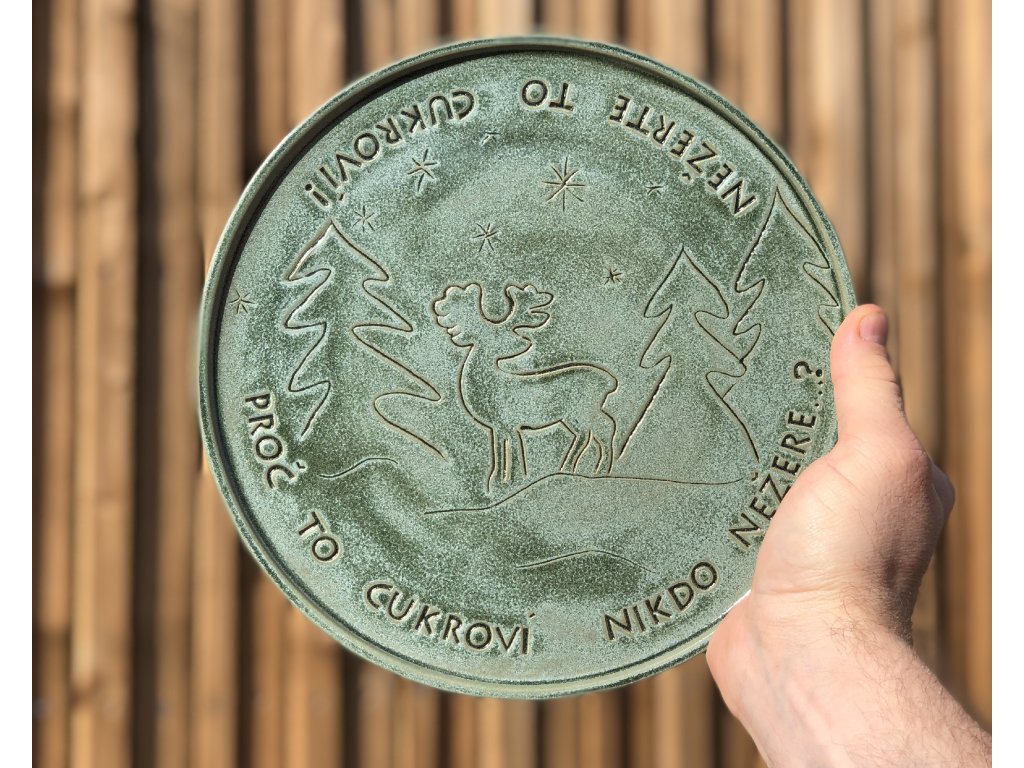 NEŽERTE TO CUKROVÍ!!
PROČ TO CUKROVÍ NIKDO NEŽERE...?